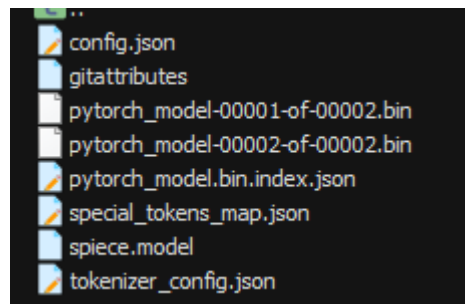 ..
config.json
gitattributes
pytorch_model-00001-of-00002.bin
pytorch_model-00002-of-00002.bin
pytorch_model.bin.index.json
special_tokens_map.json
spiece.model
tokenizer_config.json